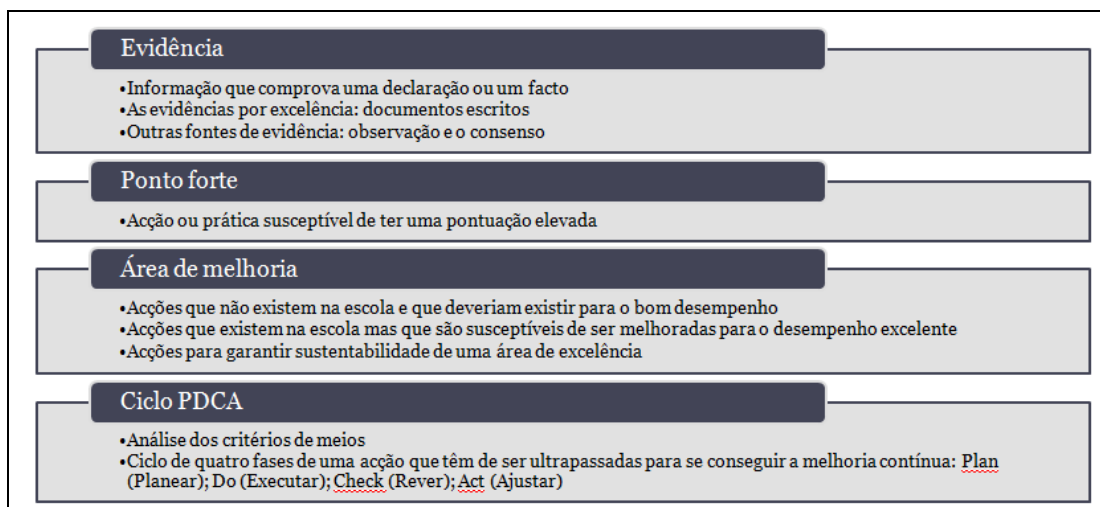 Evidência
•Informação que comprova uma declaração ou um facto
•As evidências por excelência: documentos escritos
•Outras fontes de evidência: observação e o consenso
Ponto forte
•Acção ou prática susceptível de ter uma pontuação elevada
Área de melhoria
•Acções que não existem na escola e que deveriam existir para o bom desempenho
•Acções que existem na escola mas que são susceptíveis de ser melhoradas para o desempenho excelente
•Acções para garantir sustentabilidade de uma área de excelência
Ciclo PDCA
•Análise dos critérios de meios
•Ciclo de quatro fases de uma acção que têm de ser ultrapassadas para se conseguir a melhoria contínua: Plan
(Planear); Do (Executar); Check (Rever); Act (Ajustar)